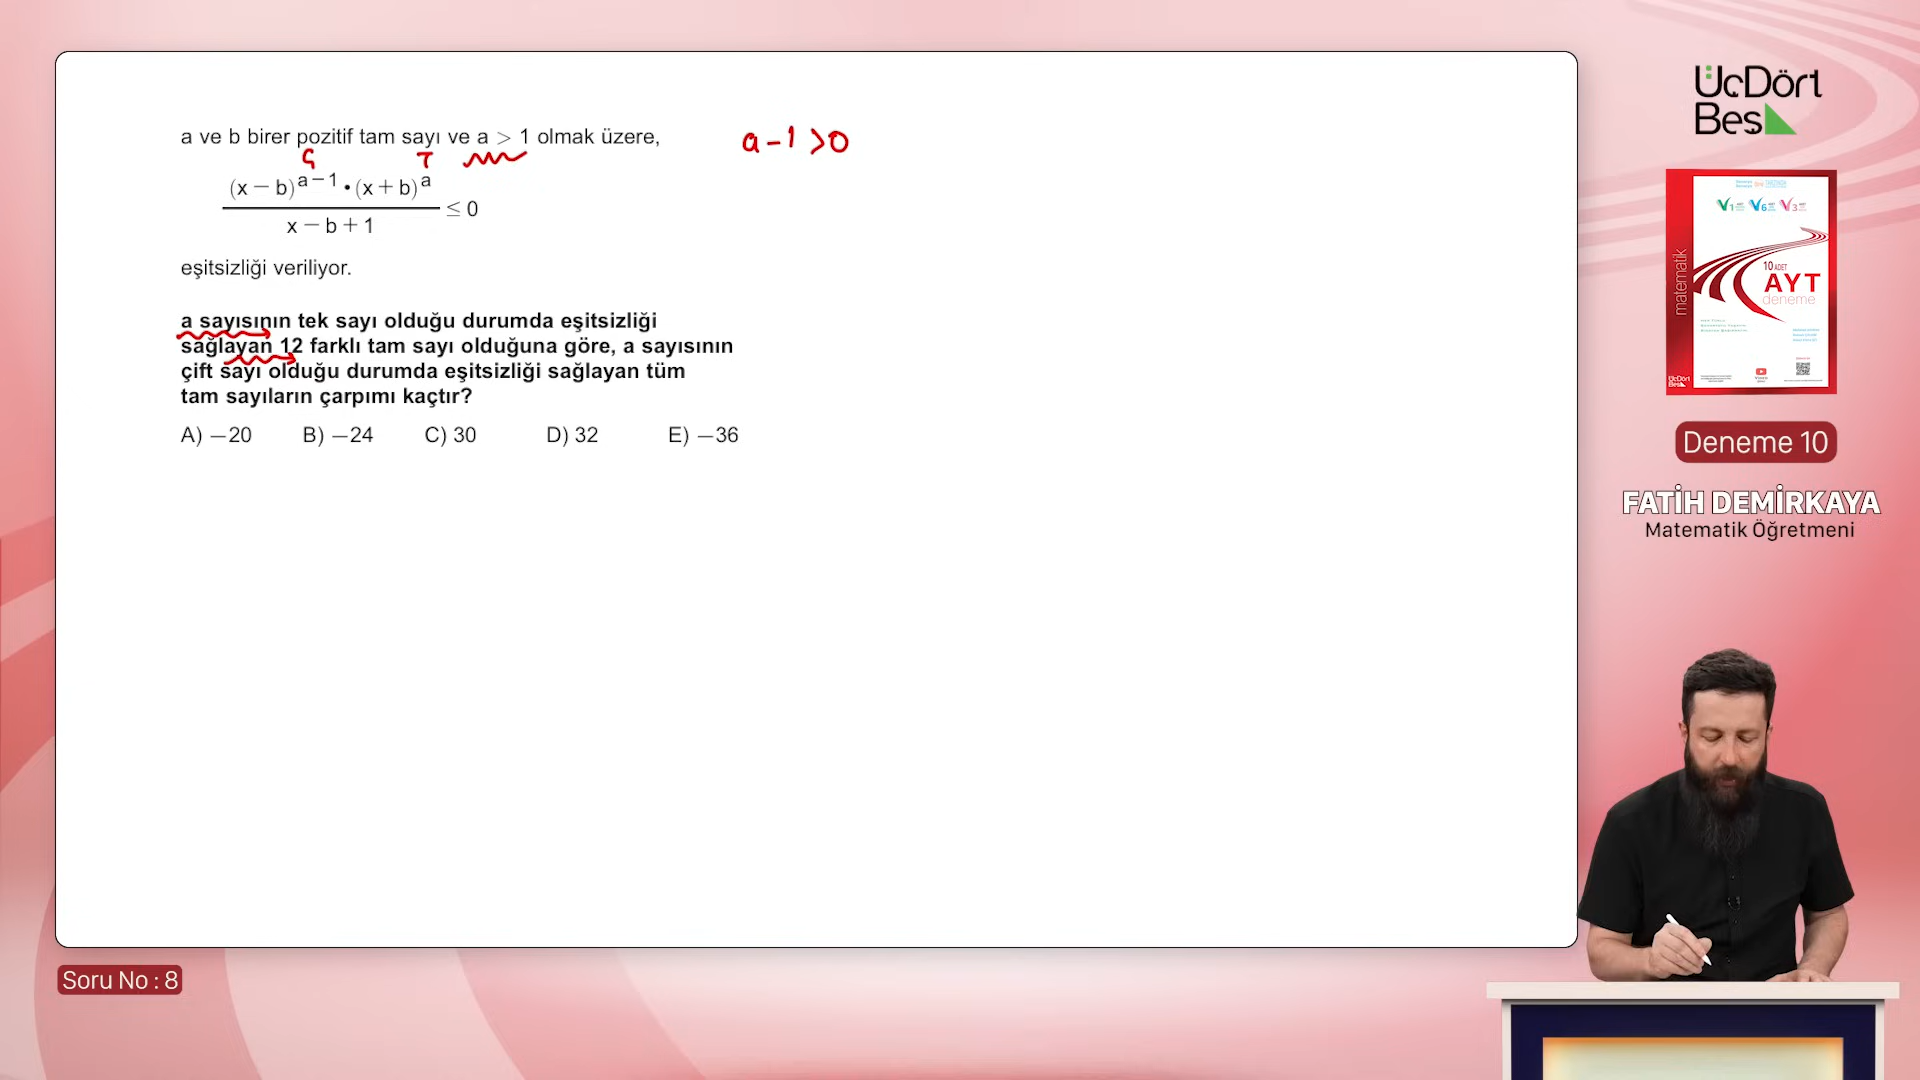 a ve b birer pozitif tam sayı ve a > 1 olmak üzere,
a - 1 > 0
Ç T
(x − b)^(a − 1) • (x + b)^a
x − b + 1
≤ 0
eşitsizliği veriliyor.
a sayısının tek sayı olduğu durumda eşitsizliği
sağlayan 12 farklı tam sayı olduğuna göre, a sayısının
çift sayı olduğu durumda eşitsizliği sağlayan tüm
tam sayıların çarpımı kaçtır?
A) −20 B) −24 C) 30 D) 32 E) −36
Soru No : 8
ÜçDört
Beş
matematik
10 ADET
AYT
deneme
ÜçDört
Beş
Deneme 10
FATİH DEMİRKAYA
Matematik Öğretmeni